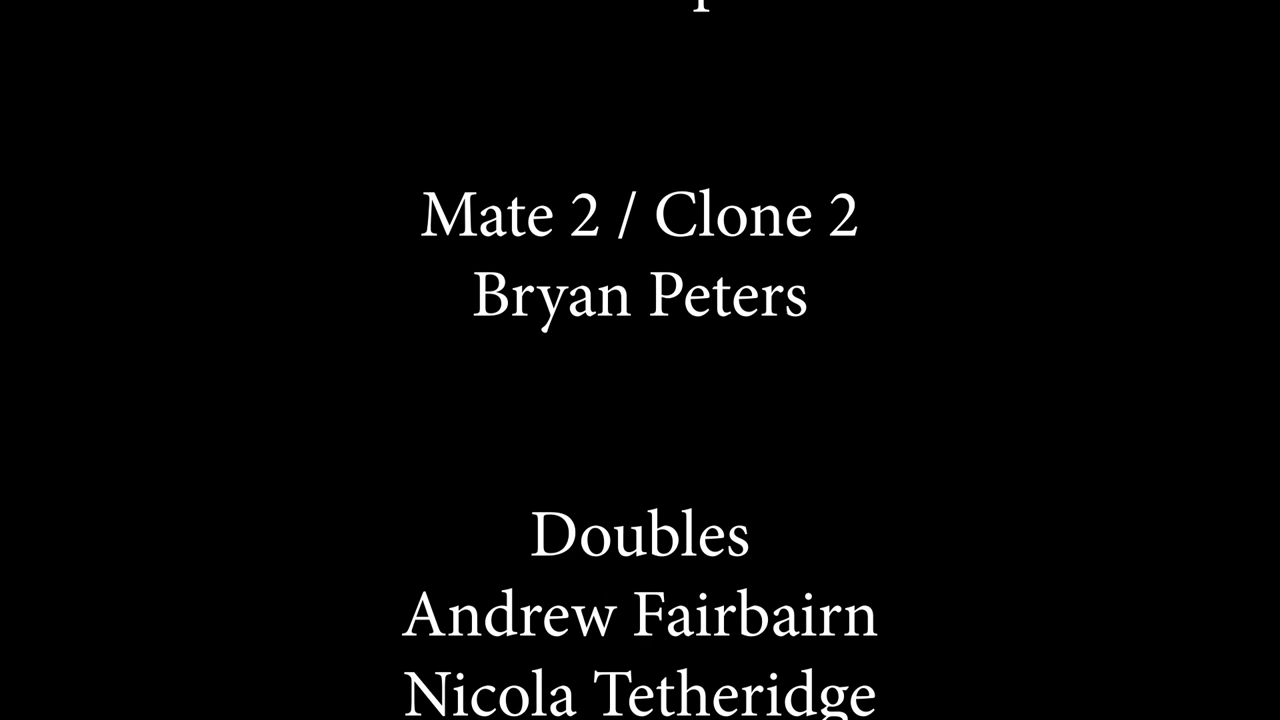 Mate 2 / Clone 2
Bryan Peters
Doubles
Andrew Fairbairn
Nicola Tetheridge